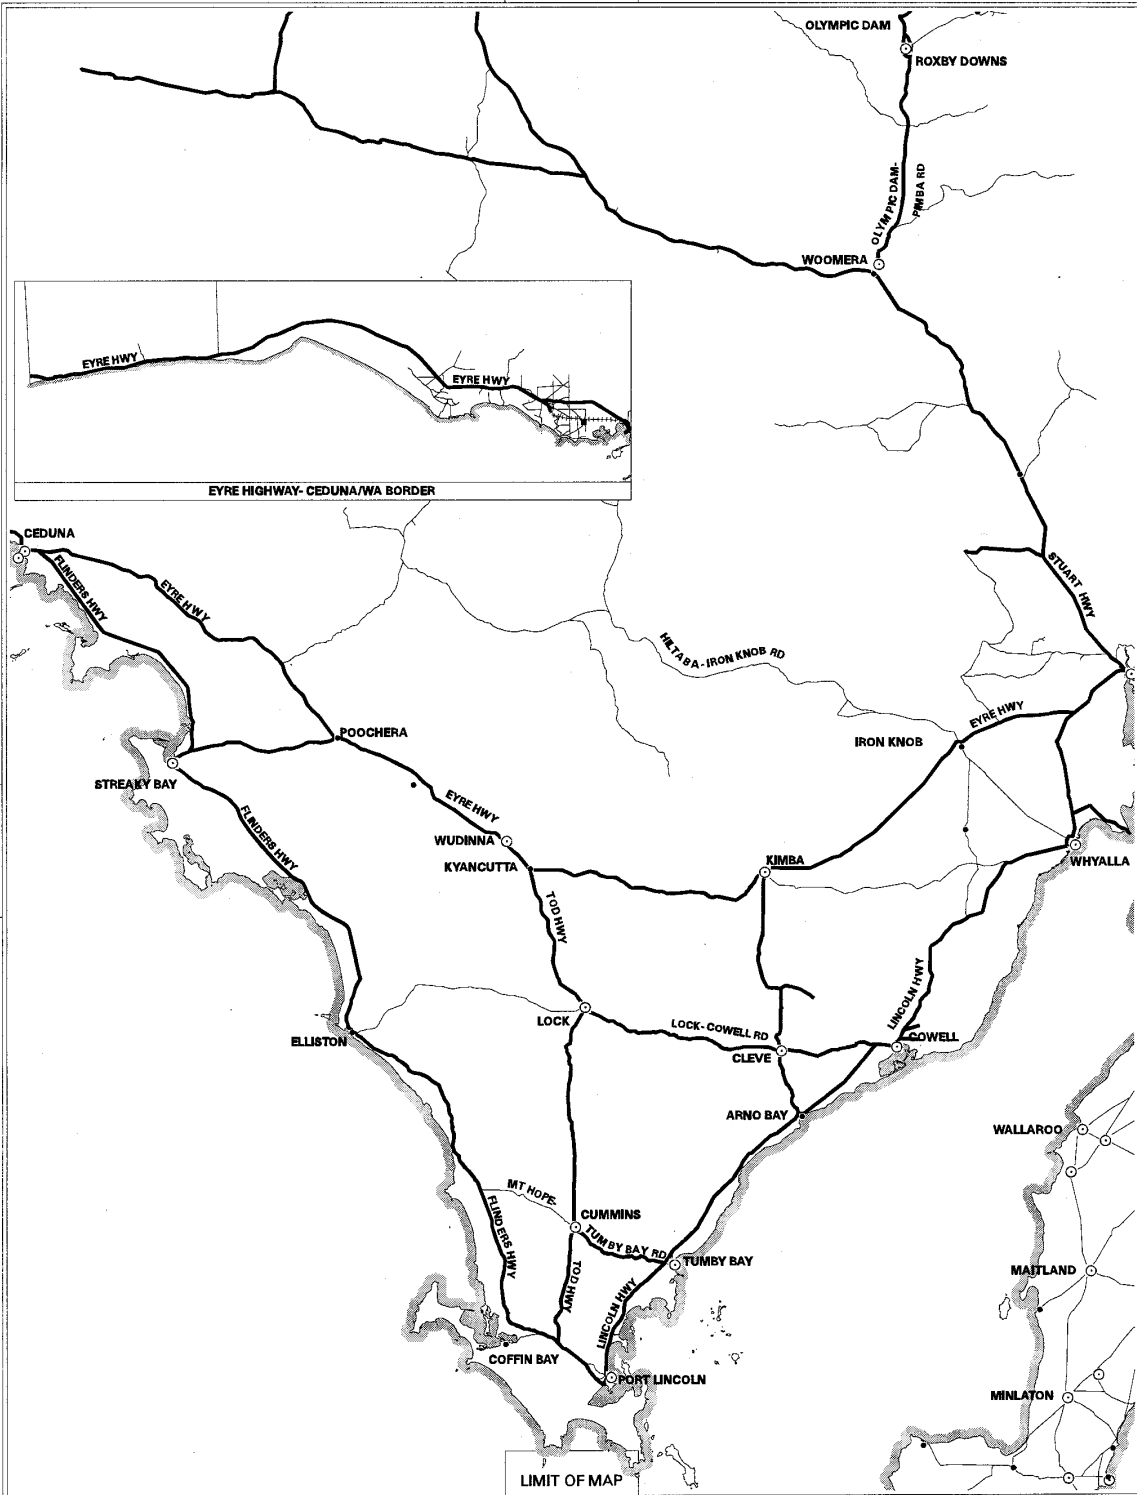 OLYMPIC DAM
ROXBY DOWNS
OLYMPIC DAM-
PIMBA RD
WOOMERA
EYRE HWY
EYRE HWY
EYRE HIGHWAY- CEDUNA/WA BORDER
CEDUNA
FLINDERS HWY
EYRE HWY
STUART HWY
HILTABA - IRON KNOB RD
EYRE HWY
POOCHERA
IRON KNOB
STREAKY BAY
FLINDERS HWY
EYRE HWY
WUDINNA
KYANCUTTA
KIMBA
WHYALLA
TOD HWY
LINCOLN HWY
LOCK
LOCK- COWELL RD
ELLISTON
CLEVE
COWELL
ARNO BAY
WALLAROO
MT HOPE-
FLINDERS HWY
CUMMINS
TUMBY BAY RD
TUMBY BAY
TOD HWY
LINCOLN HWY
MAITLAND
COFFIN BAY
PORT LINCOLN
MINLATON
LIMIT OF MAP